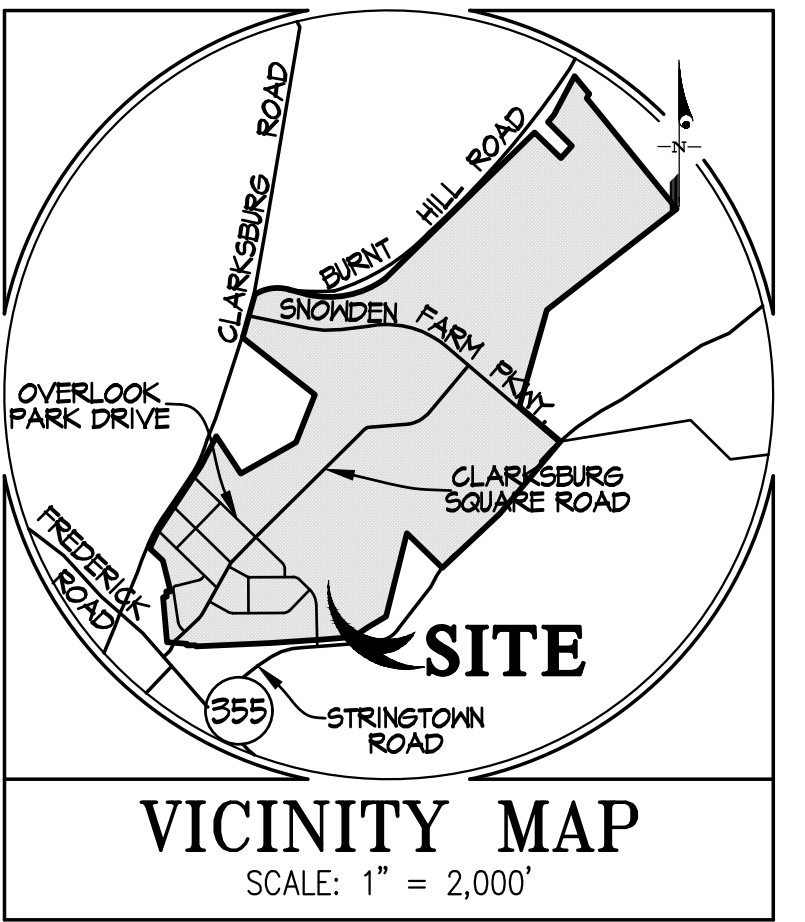 CLARKSBURG ROAD
BURNT HILL ROAD
N
SNOWDEN FARM PKWY.
OVERLOOK
PARK DRIVE
CLARKSBURG
SQUARE ROAD
FREDERICK
ROAD
SITE
355
STRINGTOWN
ROAD
VICINITY MAP
SCALE: 1" = 2,000'